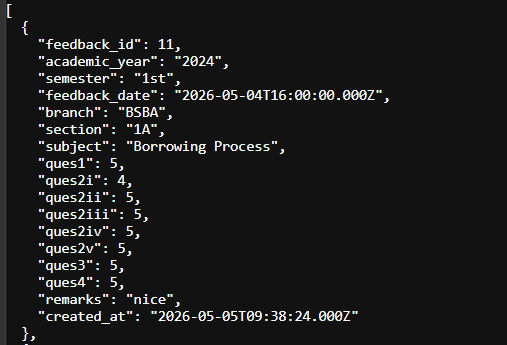 [
  {
    "feedback_id": 11,
    "academic_year": "2024",
    "semester": "1st",
    "feedback_date": "2026-05-04T16:00:00.000Z",
    "branch": "BSBA",
    "section": "1A",
    "subject": "Borrowing Process",
    "ques1": 5,
    "ques2i": 4,
    "ques2ii": 5,
    "ques2iii": 5,
    "ques2iv": 5,
    "ques2v": 5,
    "ques3": 5,
    "ques4": 5,
    "remarks": "nice",
    "created_at": "2026-05-05T09:38:24.000Z"
  },